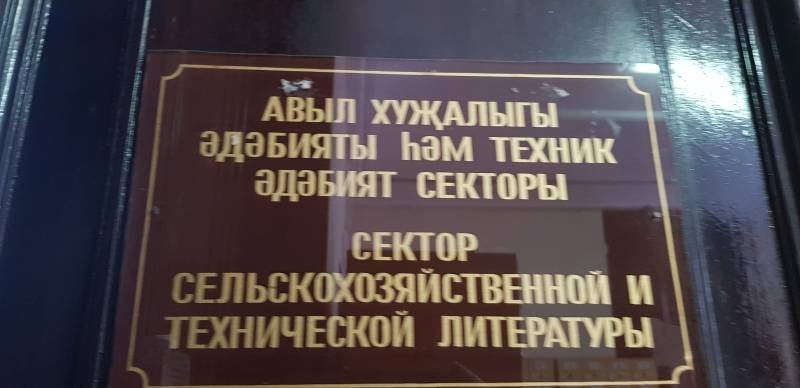 АВЫЛ ХУҖАЛЫГЫ
ӘДӘБИЯТЫ ҺӘМ ТЕХНИК
ӘДӘБИЯТ СЕКТОРЫ
СЕКТОР
СЕЛЬСКОХОЗЯЙСТВЕННОЙ И
ТЕХНИЧЕСКОЙ ЛИТЕРАТУРЫ